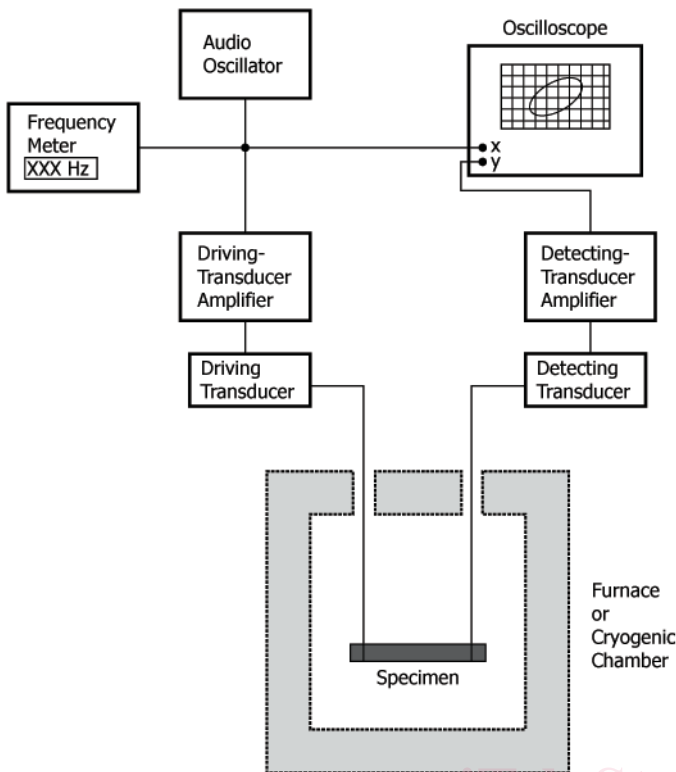 Oscilloscope
Audio
Oscillator
Frequency
Meter
XXX Hz
x
y
Driving-
Transducer
Amplifier
Detecting-
Transducer
Amplifier
Driving
Transducer
Detecting
Transducer
Furnace
or
Cryogenic
Chamber
Specimen